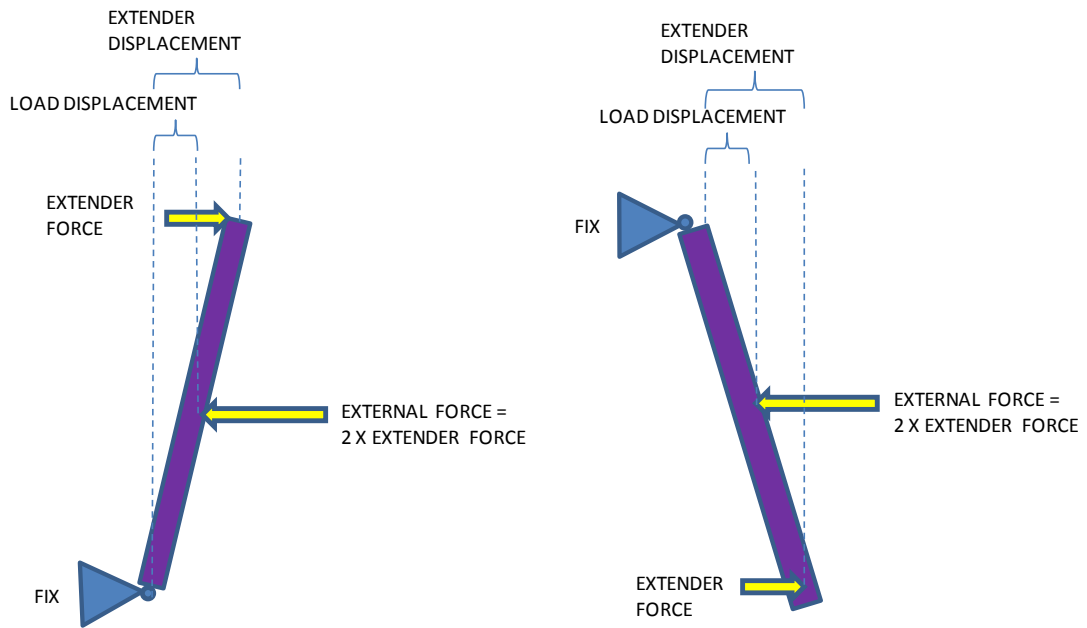 EXTENDER
DISPLACEMENT
LOAD DISPLACEMENT
EXTENDER
FORCE
EXTERNAL FORCE =
2 X EXTENDER FORCE
FIX
EXTENDER
DISPLACEMENT
LOAD DISPLACEMENT
FIX
EXTERNAL FORCE =
2 X EXTENDER FORCE
EXTENDER
FORCE